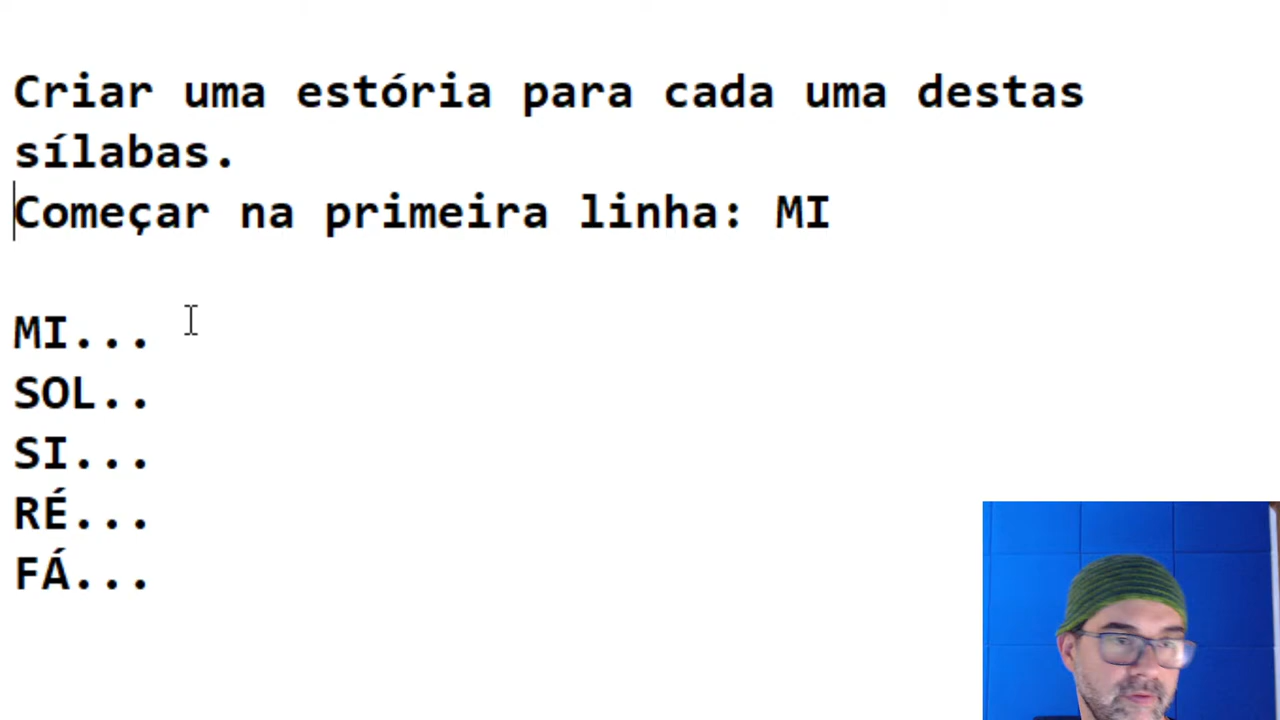 Criar uma estória para cada uma destas
sílabas.
Começar na primeira linha: MI
MI...
SOL..
SI...
RÉ...
FÁ...